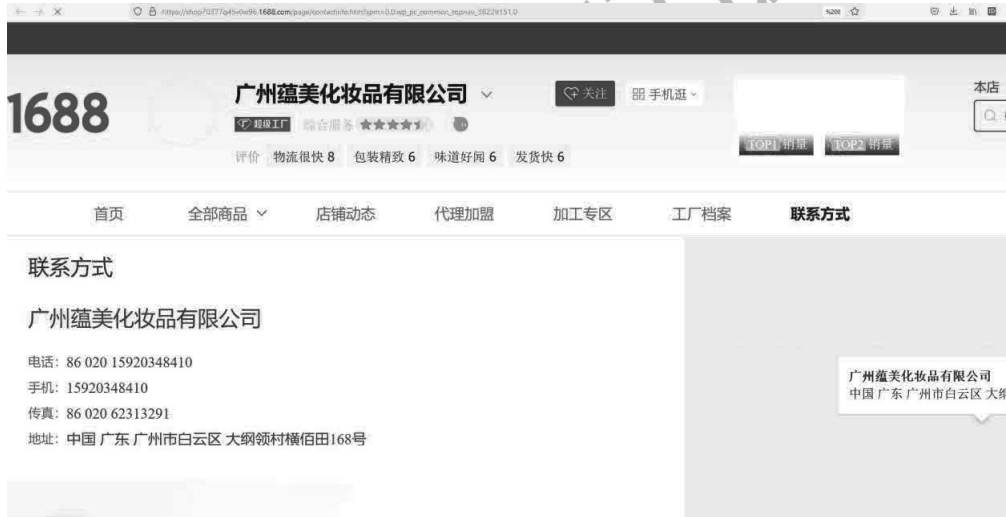 1688.com
%200
1688
广州蕴美化妆品有限公司
关注
手机逛
本店
超级工厂
综合服务
评价 物流很快 8 包装精致 6 味道好闻 6 发货快 6
TOP1 销量
TOP2 销量
首页 全部商品 店铺动态 代理加盟 加工专区 工厂档案 联系方式
联系方式
广州蕴美化妆品有限公司
电话：86 020 15920348410
手机：15920348410
传真：86 020 62313291
地址：中国 广东 广州市白云区 大纲领村横佰田168号
广州蕴美化妆品有限公司
中国 广东 广州市白云区 大纲